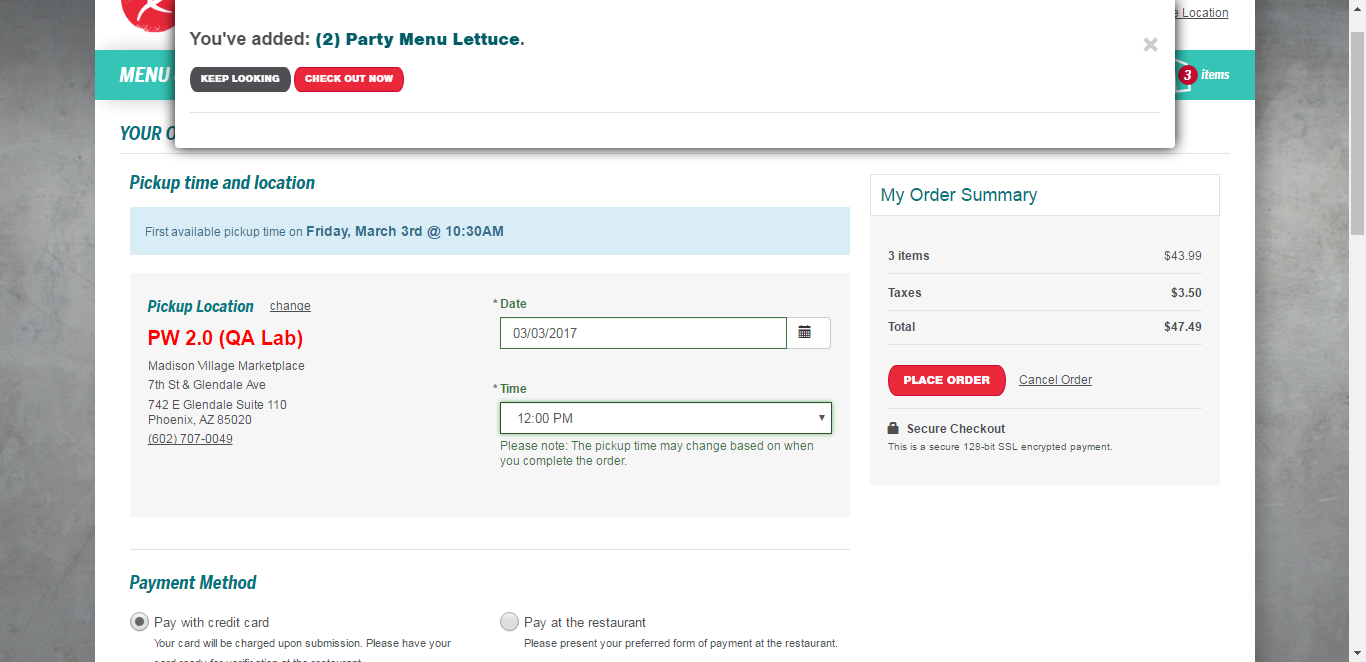 You've added: (2) Party Menu Lettuce.
KEEP LOOKING CHECK OUT NOW
Location
MENU
3 items
YOUR
Pickup time and location
First available pickup time on Friday, March 3rd @ 10:30AM
Pickup Location change
PW 2.0 (QA Lab)
Madison Village Marketplace
7th St & Glendale Ave
742 E Glendale Suite 110
Phoenix, AZ 85020
(602) 707-0049
* Date
03/03/2017
* Time
12:00 PM
Please note: The pickup time may change based on when
you complete the order.
My Order Summary
3 items $43.99
Taxes $3.50
Total $47.49
PLACE ORDER Cancel Order
Secure Checkout
This is a secure 128-bit SSL encrypted payment.
Payment Method
Pay with credit card
Your card will be charged upon submission. Please have your
card ready for verification at the restaurant.
Pay at the restaurant
Please present your preferred form of payment at the restaurant.